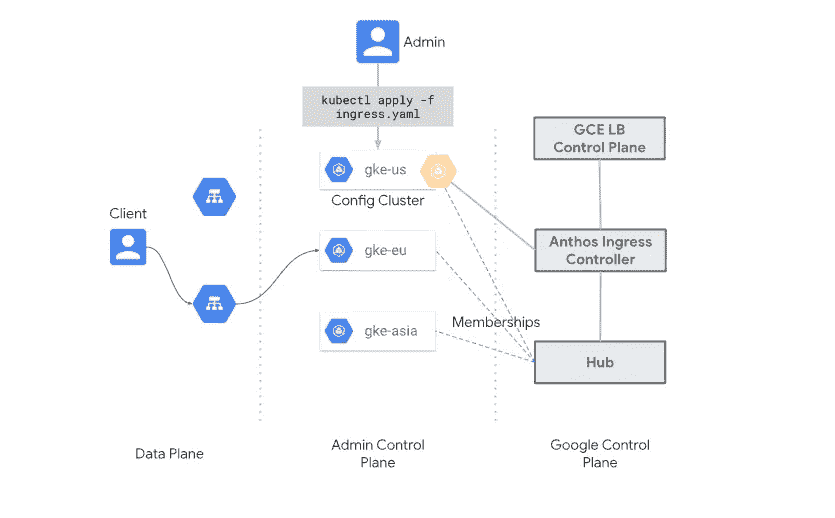 Admin
kubectl apply -f
ingress.yaml
GCE LB
Control Plane
gke-us
Config Cluster
Client
gke-eu
Anthos Ingress
Controller
Memberships
gke-asia
Hub
Data Plane
Admin Control
Plane
Google Control
Plane